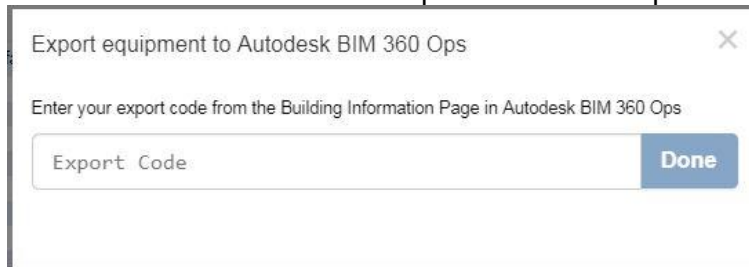 Export equipment to Autodesk BIM 360 Ops
Enter your export code from the Building Information Page in Autodesk BIM 360 Ops
Export Code
Done